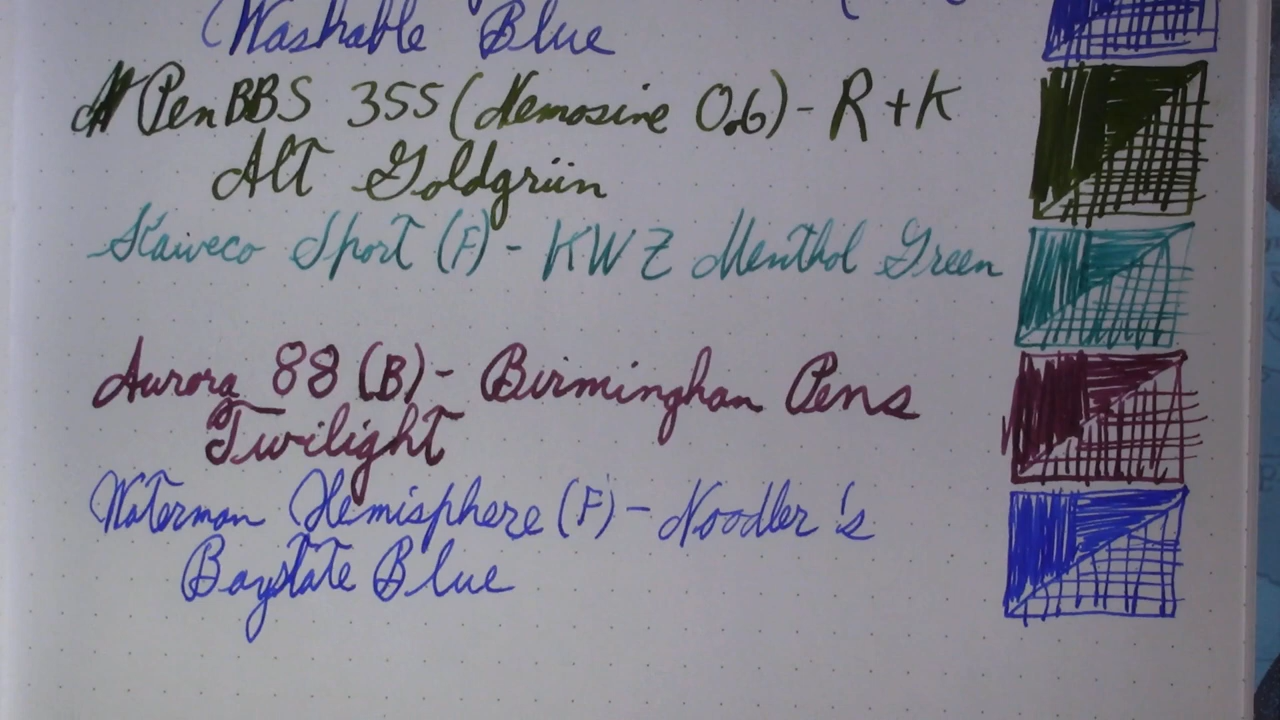 Washable Blue
PenBBS 355 (Nemosine 0.6) - R + K
Alt Goldgrün
Kaweco Sport (F) - KWZ Menthol Green
Aurora 88 (B) - Birmingham Pens
Twilight
Waterman Hemisphere (F) - Noodler's
Baystate Blue